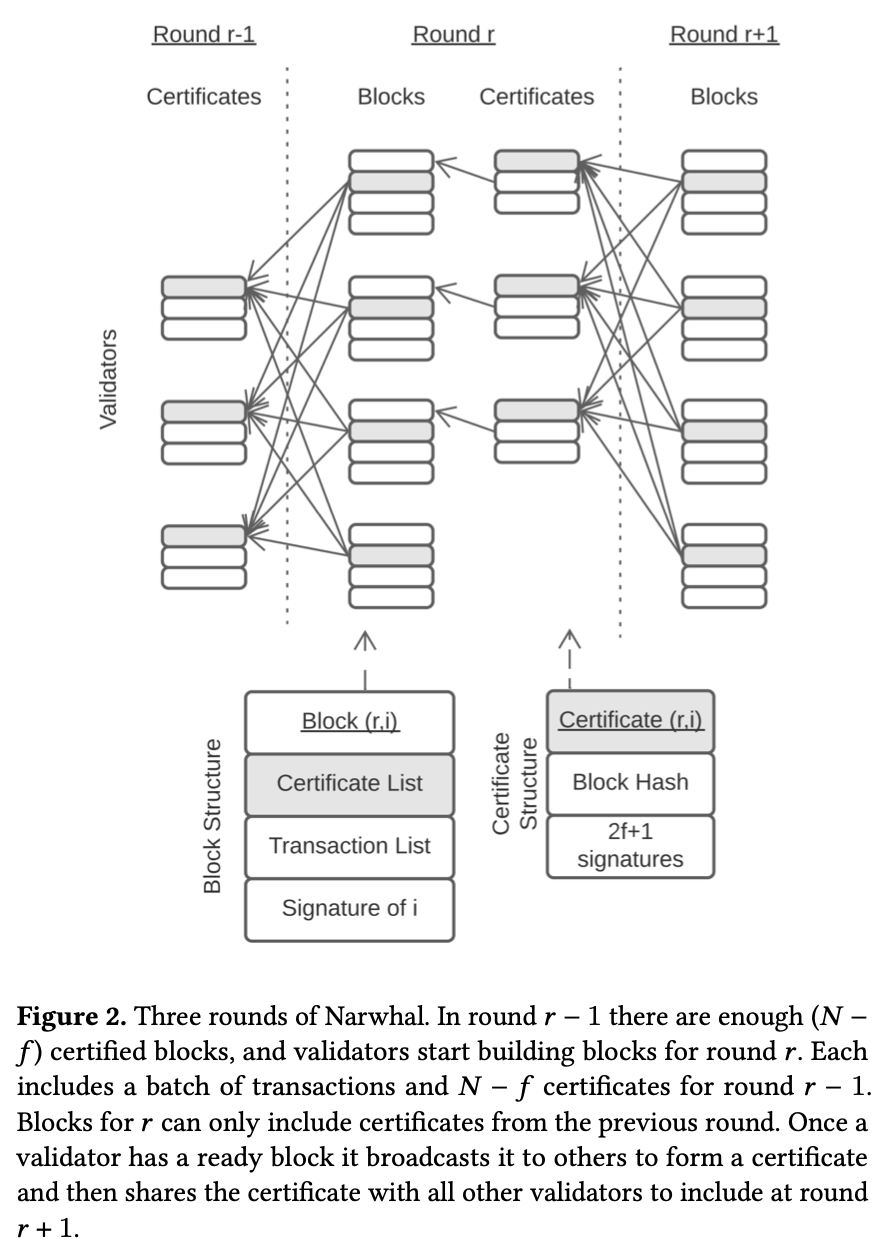 Round r-1
Round r
Round r+1
Certificates
Blocks
Certificates
Blocks
Validators
Block Structure
Block (r,i)
Certificate List
Transaction List
Signature of i
Certificate
Structure
Certificate (r,i)
Block Hash
2f+1
signatures
Figure 2. Three rounds of Narwhal. In round r − 1 there are enough (N −
f) certified blocks, and validators start building blocks for round r. Each
includes a batch of transactions and N − f certificates for round r − 1.
Blocks for r can only include certificates from the previous round. Once a
validator has a ready block it broadcasts it to others to form a certificate
and then shares the certificate with all other validators to include at round
r + 1.